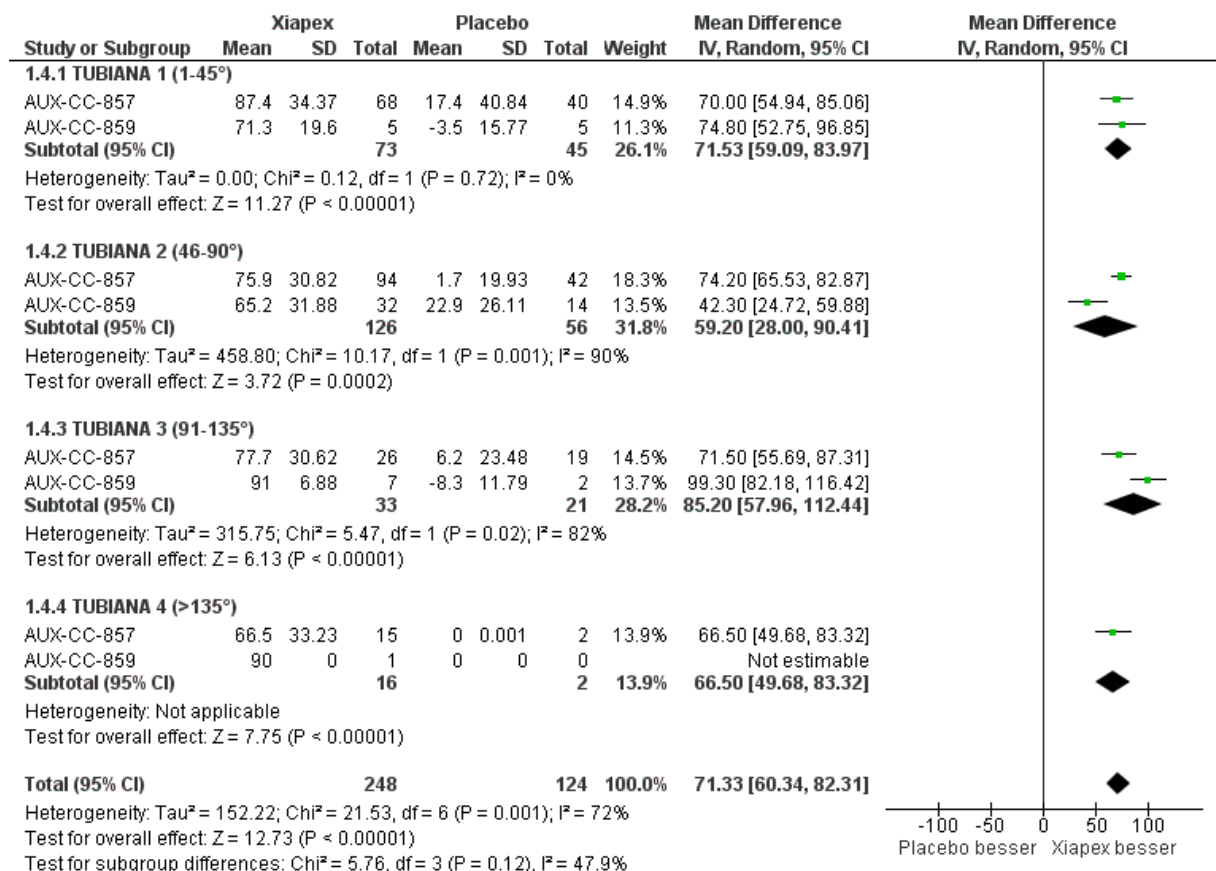 Xiapex Placebo Mean Difference Mean Difference
Study or Subgroup Mean SD Total Mean SD Total Weight IV, Random, 95% CI IV, Random, 95% CI
1.4.1 TUBIANA 1 (1-45°)
AUX-CC-857 87.4 34.37 68 17.4 40.84 40 14.9% 70.00 [54.94, 85.06]
AUX-CC-859 71.3 19.6 5 -3.5 15.77 5 11.3% 74.80 [52.75, 96.85]
Subtotal (95% CI) 73 45 26.1% 71.53 [59.09, 83.97]
Heterogeneity: Tau² = 0.00; Chi² = 0.12, df = 1 (P = 0.72); I² = 0%
Test for overall effect: Z = 11.27 (P < 0.00001)
1.4.2 TUBIANA 2 (46-90°)
AUX-CC-857 75.9 30.82 94 1.7 19.93 42 18.3% 74.20 [65.53, 82.87]
AUX-CC-859 65.2 31.88 32 22.9 26.11 14 13.5% 42.30 [24.72, 59.88]
Subtotal (95% CI) 126 56 31.8% 59.20 [28.00, 90.41]
Heterogeneity: Tau² = 458.80; Chi² = 10.17, df = 1 (P = 0.001); I² = 90%
Test for overall effect: Z = 3.72 (P = 0.0002)
1.4.3 TUBIANA 3 (91-135°)
AUX-CC-857 77.7 30.62 26 6.2 23.48 19 14.5% 71.50 [55.69, 87.31]
AUX-CC-859 91 6.88 7 -8.3 11.79 2 13.7% 99.30 [82.18, 116.42]
Subtotal (95% CI) 33 21 28.2% 85.20 [57.96, 112.44]
Heterogeneity: Tau² = 315.75; Chi² = 5.47, df = 1 (P = 0.02); I² = 82%
Test for overall effect: Z = 6.13 (P < 0.00001)
1.4.4 TUBIANA 4 (>135°)
AUX-CC-857 66.5 33.23 15 0 0.001 2 13.9% 66.50 [49.68, 83.32]
AUX-CC-859 90 0 1 0 0 0 Not estimable
Subtotal (95% CI) 16 2 13.9% 66.50 [49.68, 83.32]
Heterogeneity: Not applicable
Test for overall effect: Z = 7.75 (P < 0.00001)
Total (95% CI) 248 124 100.0% 71.33 [60.34, 82.31]
Heterogeneity: Tau² = 152.22; Chi² = 21.53, df = 6 (P = 0.001); I² = 72%
Test for overall effect: Z = 12.73 (P < 0.00001)
Test for subgroup differences: Chi² = 5.76, df = 3 (P = 0.12), I² = 47.9%
-100 -50 0 50 100
Placebo besser Xiapex besser